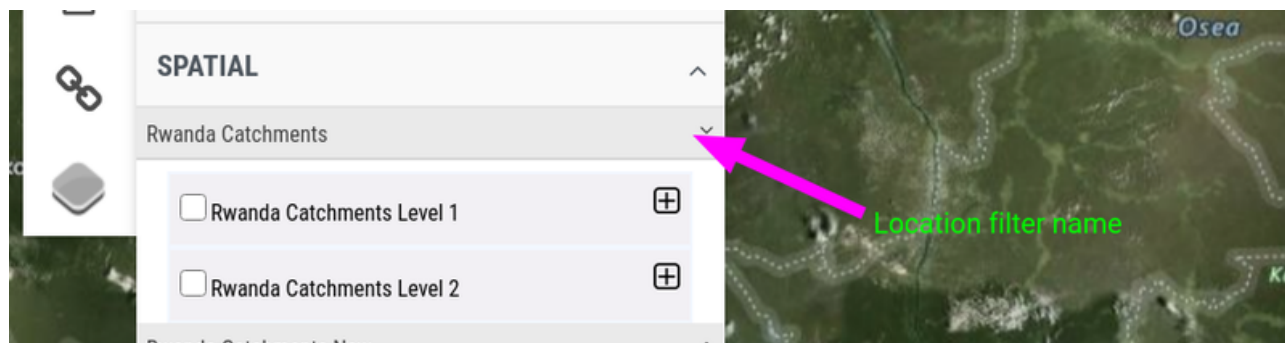 SPATIAL
Rwanda Catchments
Rwanda Catchments Level 1
Rwanda Catchments Level 2
Location filter name
Osea